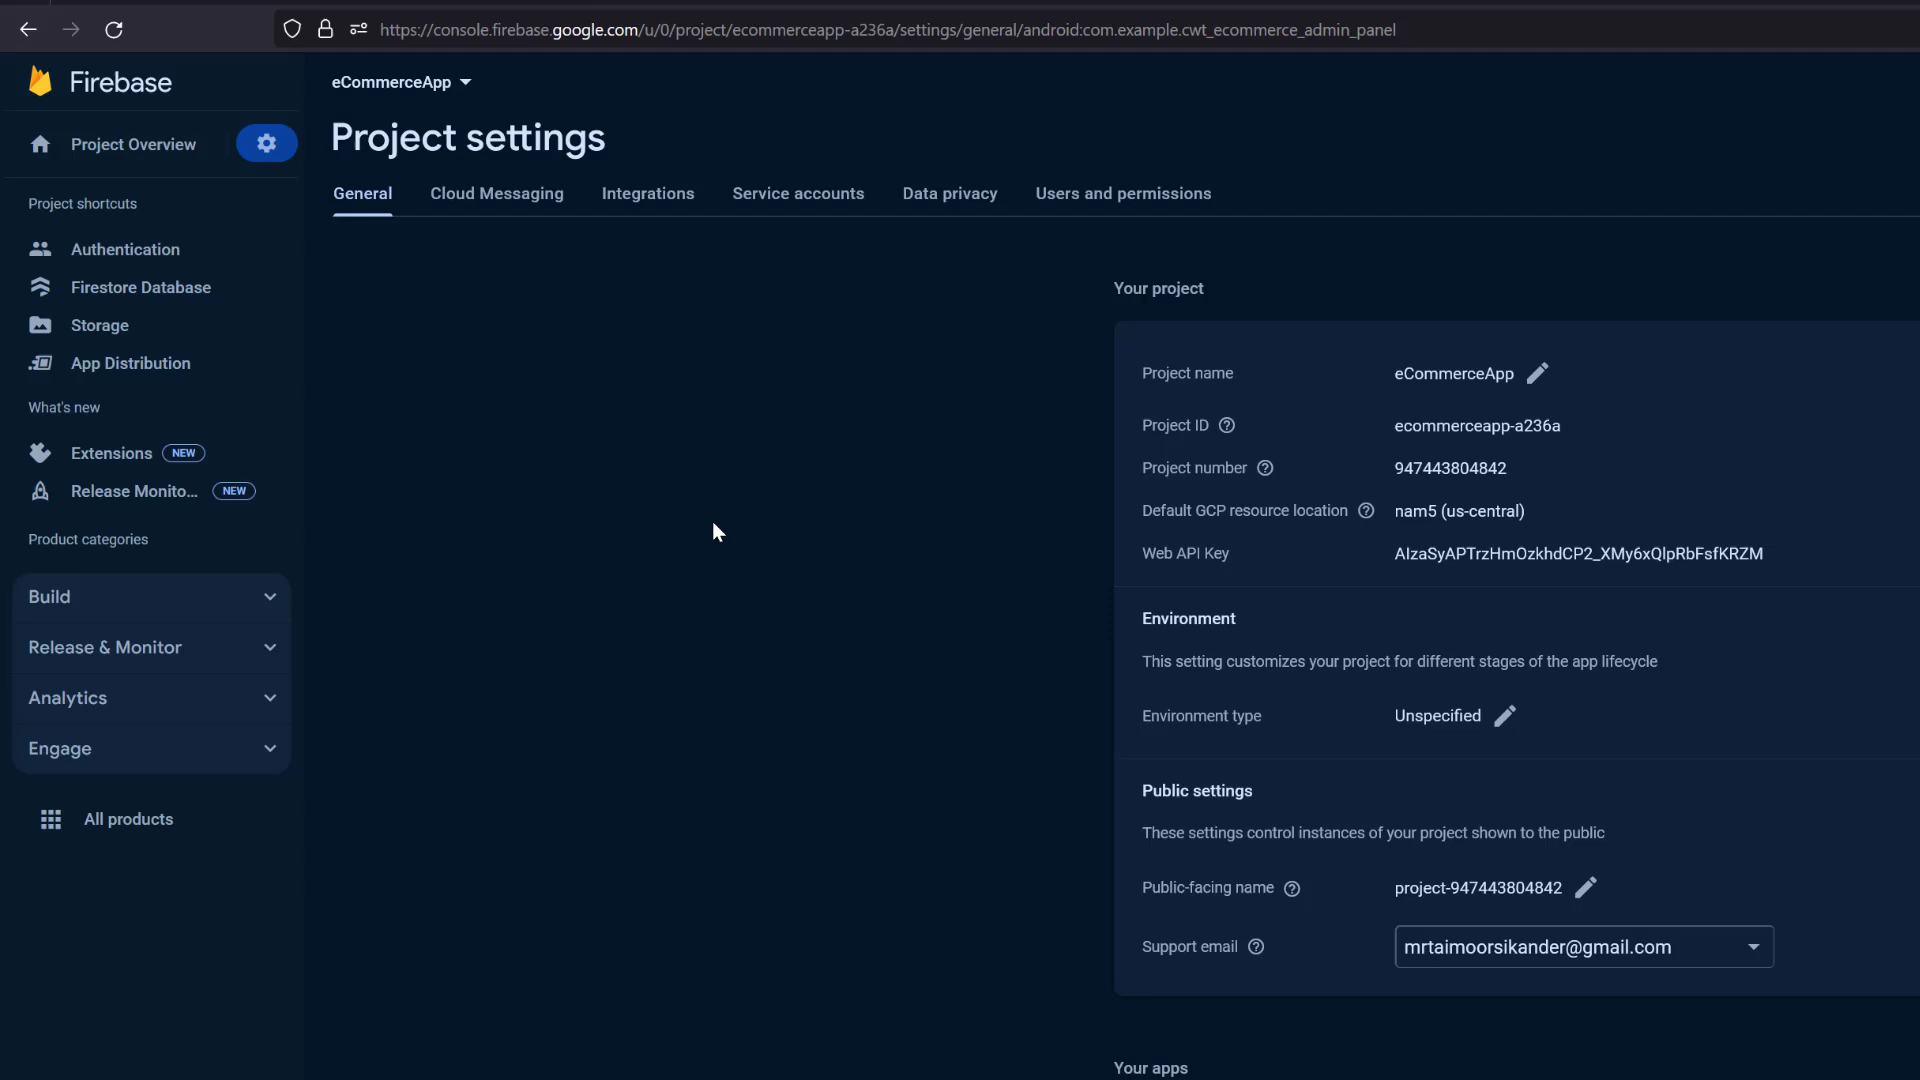 https://console.firebase.google.com/u/0/project/ecommerceapp-a236a/settings/general/android:com.example.cwt_ecommerce_admin_panel
Firebase
eCommerceApp
Project Overview
Project settings
General Cloud Messaging Integrations Service accounts Data privacy Users and permissions
Project shortcuts
Authentication
Firestore Database
Storage
App Distribution
What's new
Extensions NEW
Release Monito... NEW
Product categories
Build
Release & Monitor
Analytics
Engage
All products
Your project
Project name eCommerceApp
Project ID ecommerceapp-a236a
Project number 947443804842
Default GCP resource location nam5 (us-central)
Web API Key AIzaSyAPTrzHmOzkhdCP2_XMy6xQlpRbFsfKRZM
Environment
This setting customizes your project for different stages of the app lifecycle
Environment type Unspecified
Public settings
These settings control instances of your project shown to the public
Public-facing name project-947443804842
Support email mrtaimoorsikander@gmail.com
Your apps